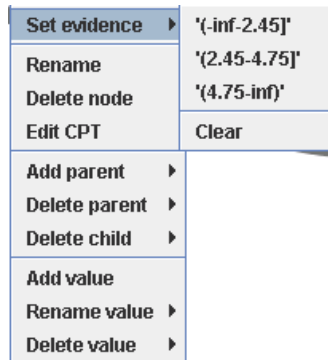 Set evidence
Rename
Delete node
Edit CPT
Add parent
Delete parent
Delete child
Add value
Rename value
Delete value
'(-inf-2.45]'
'(2.45-4.75]'
'(4.75-inf)'
Clear